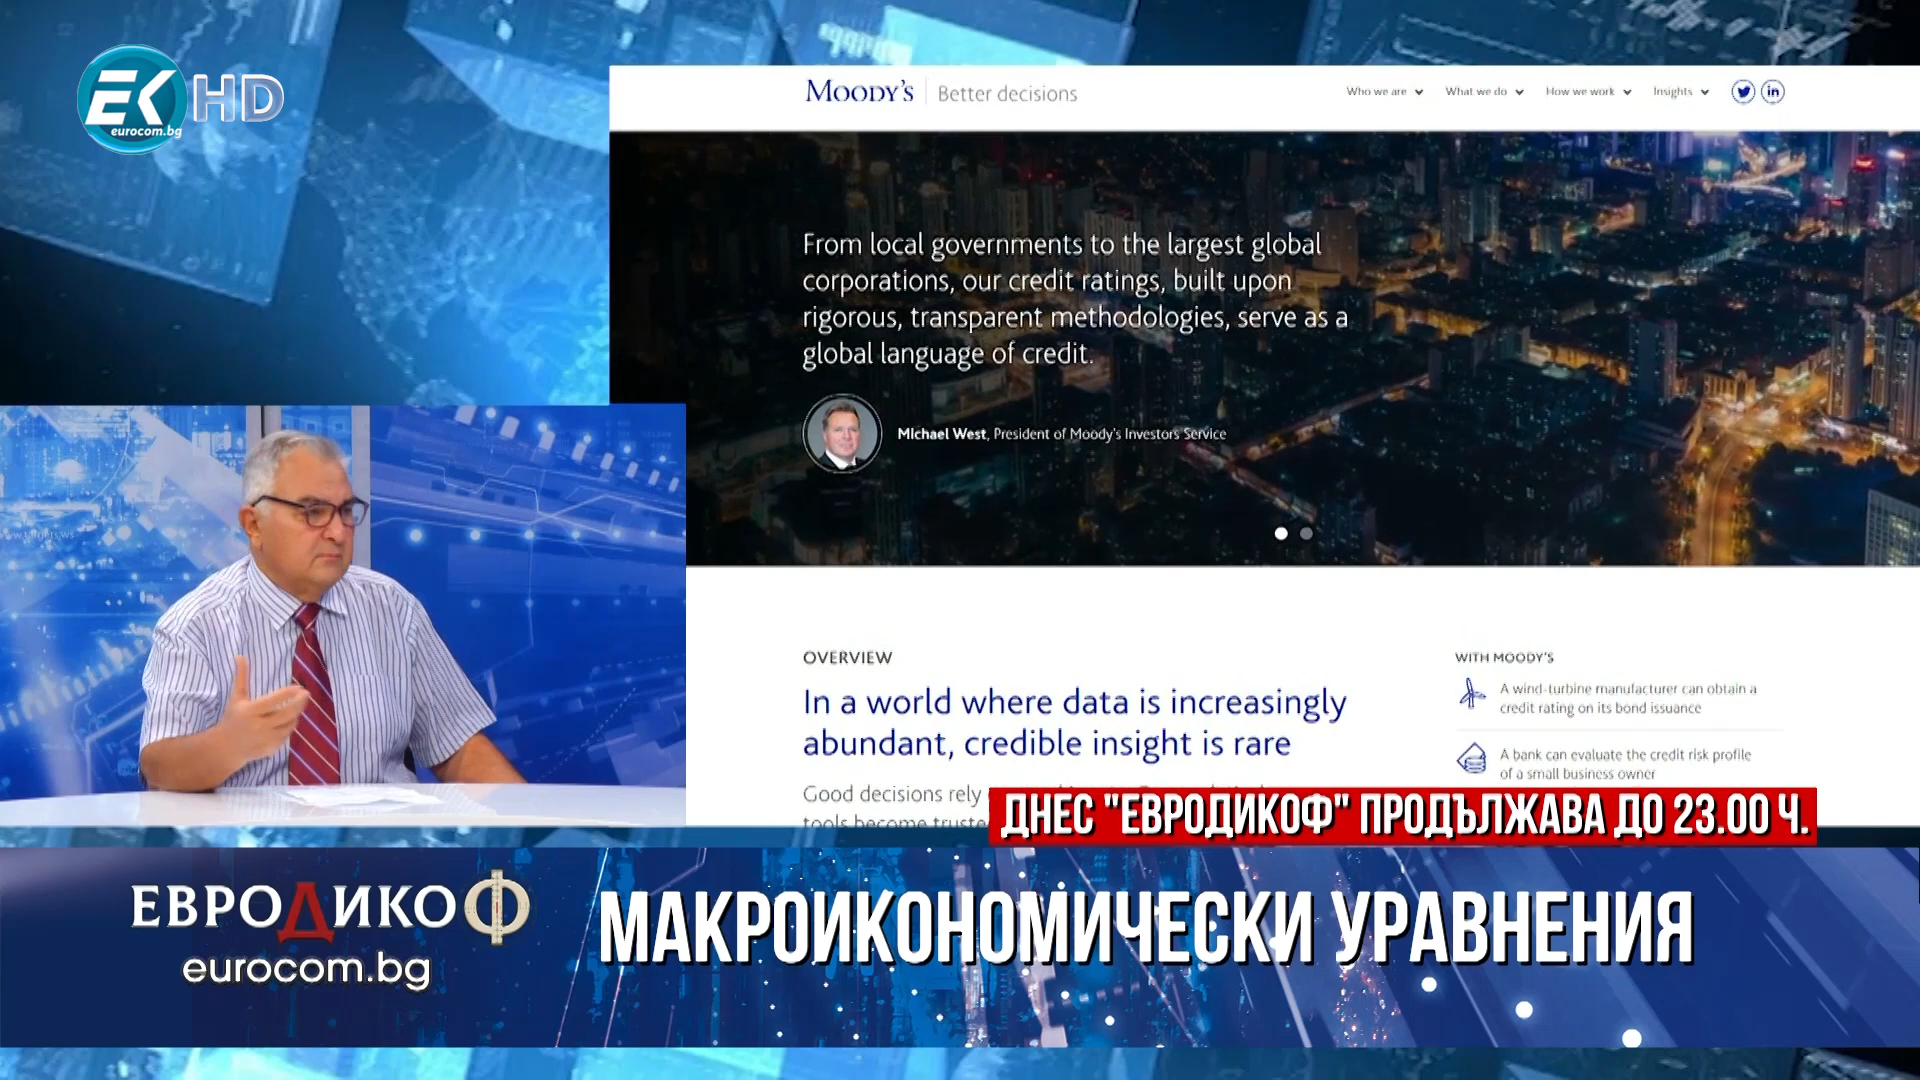 EK HD
eurocom.bg
MOODY'S | Better decisions
Who we are
What we do
How we work
Insights
in
From local governments to the largest global
corporations, our credit ratings, built upon
rigorous, transparent methodologies, serve as a
global language of credit.
Michael West, President of Moody's Investors Service
OVERVIEW
In a world where data is increasingly
abundant, credible insight is rare
Good decisions rely
tools become
WITH MOODY'S
A wind-turbine manufacturer can obtain a
credit rating on its bond issuance
A bank can evaluate the credit risk profile
of a small business owner
ДНЕС "ЕВРОДИКОФ" ПРОДЪЛЖАВА ДО 23.00 Ч.
ЕВРОДИКОФ
eurocom.bg
МАКРОИКОНОМИЧЕСКИ УРАВНЕНИЯ